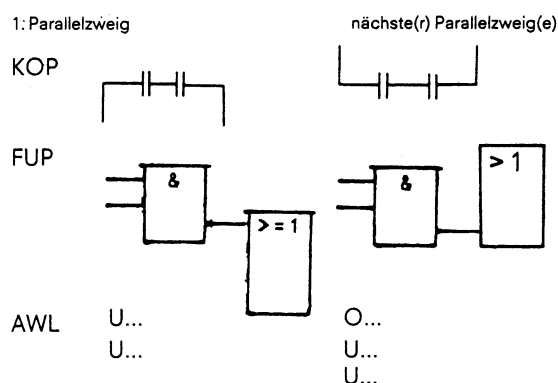 1: Parallelzweig nächste(r) Parallelzweig(e)
KOP
FUP
& > = 1 & > 1
AWL U... O...
U... U...
U...